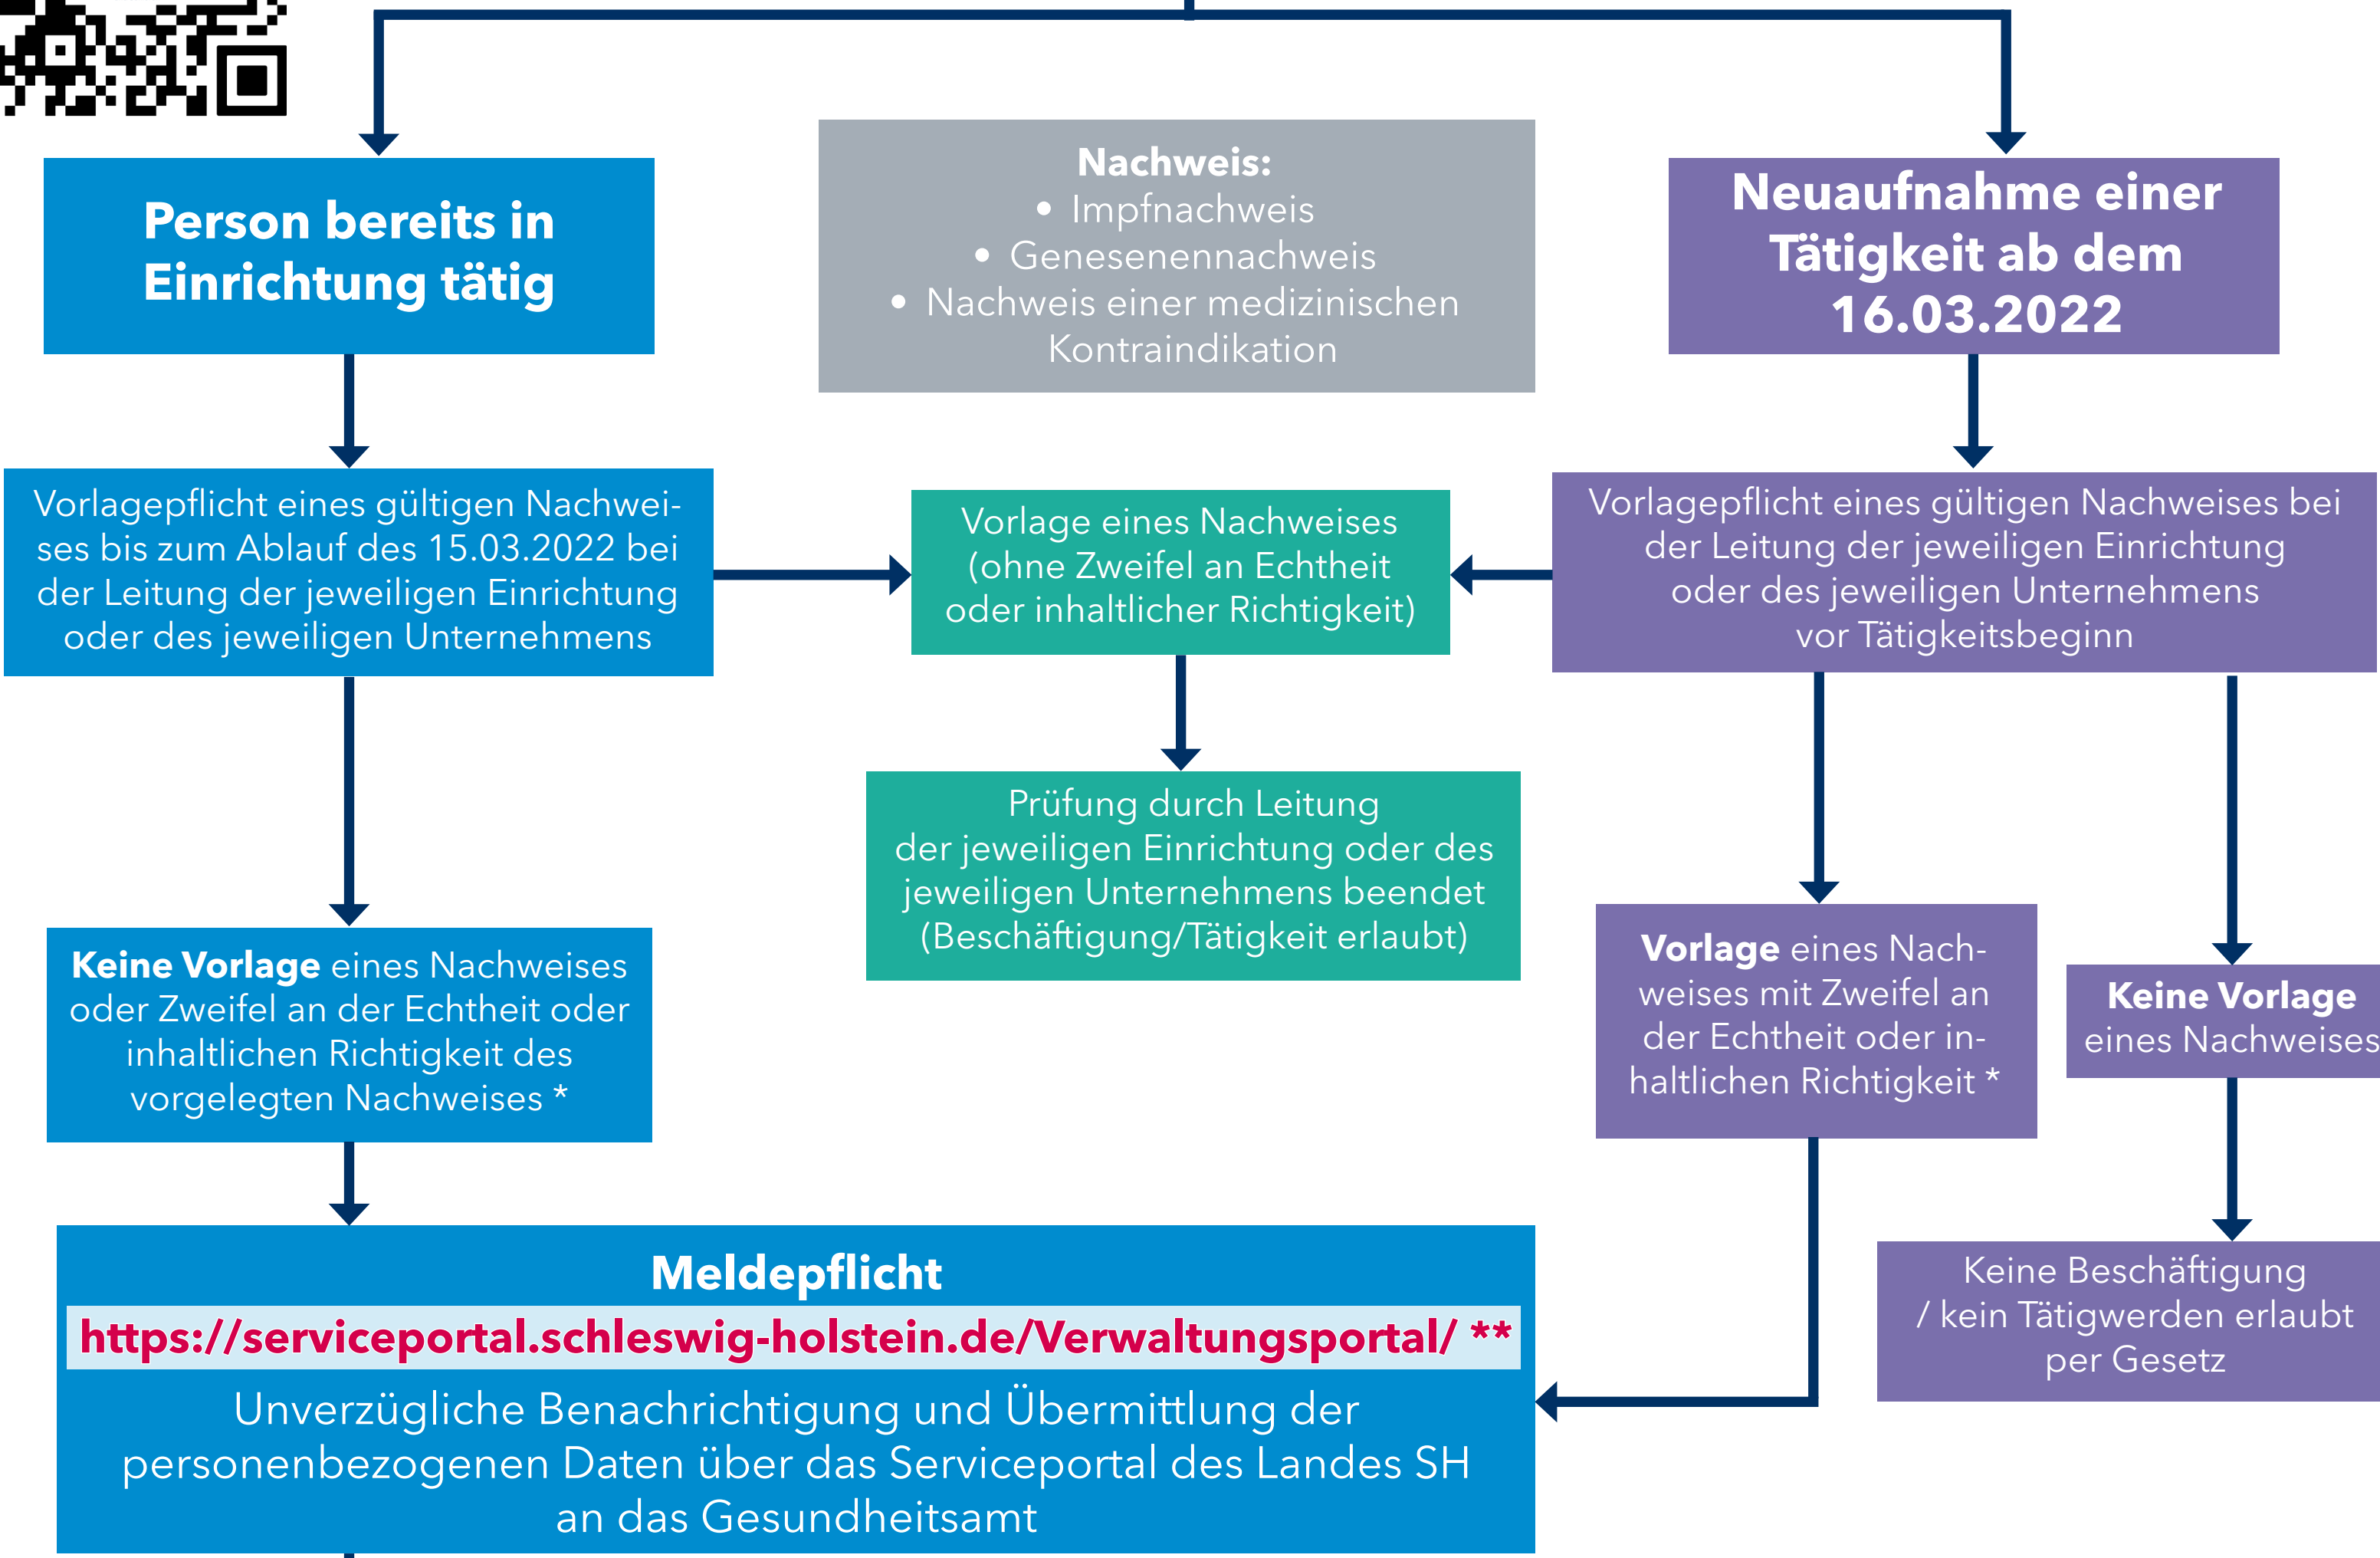 Person bereits in
Einrichtung tätig
Nachweis:
• Impfnachweis
• Genesenennachweis
• Nachweis einer medizinischen
Kontraindikation
Neuaufnahme einer
Tätigkeit ab dem
16.03.2022
Vorlagepflicht eines gültigen Nachwei-
ses bis zum Ablauf des 15.03.2022 bei
der Leitung der jeweiligen Einrichtung
oder des jeweiligen Unternehmens
Vorlage eines Nachweises
(ohne Zweifel an Echtheit
oder inhaltlicher Richtigkeit)
Vorlagepflicht eines gültigen Nachweises bei
der Leitung der jeweiligen Einrichtung
oder des jeweiligen Unternehmens
vor Tätigkeitsbeginn
Prüfung durch Leitung
der jeweiligen Einrichtung oder des
jeweiligen Unternehmens beendet
(Beschäftigung/Tätigkeit erlaubt)
Keine Vorlage eines Nachweises
oder Zweifel an der Echtheit oder
inhaltlichen Richtigkeit des
vorgelegten Nachweises *
Vorlage eines Nach-
weises mit Zweifel an
der Echtheit oder in-
haltlichen Richtigkeit *
Keine Vorlage
eines Nachweises
Meldepflicht
https://serviceportal.schleswig-holstein.de/Verwaltungsportal/ **
Unverzügliche Benachrichtigung und Übermittlung der
personenbezogenen Daten über das Serviceportal des Landes SH
an das Gesundheitsamt
Keine Beschäftigung
/ kein Tätigwerden erlaubt
per Gesetz